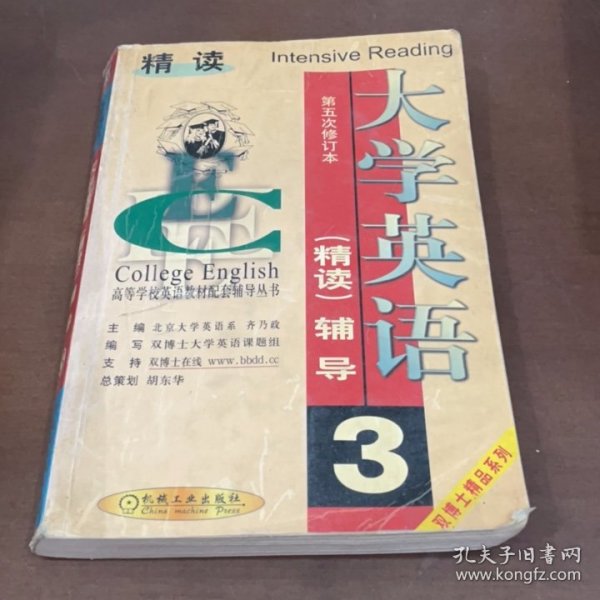 精读
Intensive Reading
大学英语
第五次修订本
（精读）辅导
3
EC
College English
高等学校英语教材配套辅导丛书
主 编 北京大学英语系 齐乃政
编 写 双博士大学英语课题组
支 持 双博士在线 www.bbdd.cc
总策划 胡东华
机械工业出版社
China machine Press
双博士精品系列
孔夫子旧书网
www.kongfz.com